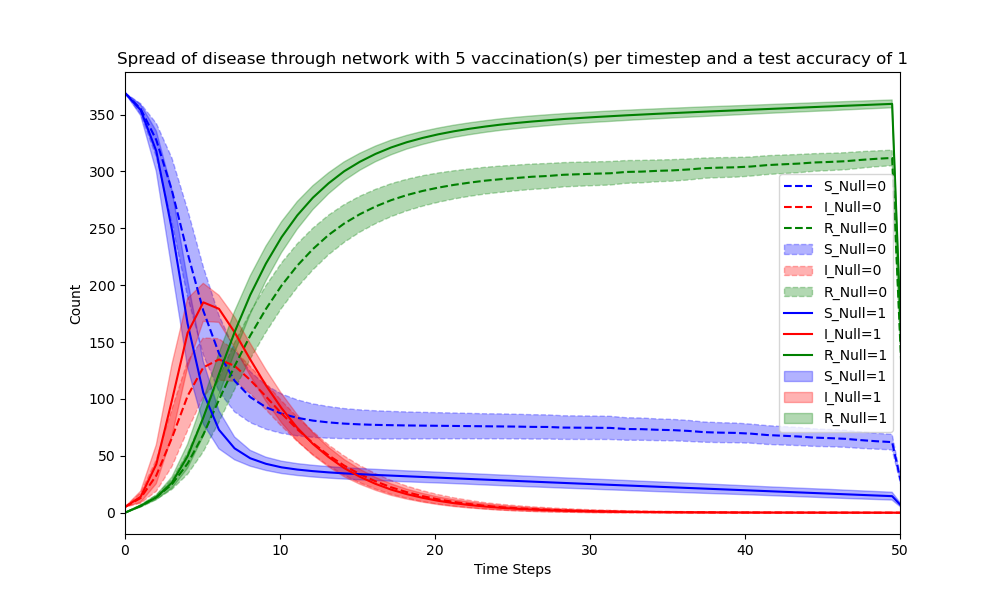 Spread of disease through network with 5 vaccination(s) per timestep and a test accuracy of 1
350
300
250
200
150
100
50
0
Count
0 10 20 30 40 50
Time Steps
S_Null=0
I_Null=0
R_Null=0
S_Null=0
I_Null=0
R_Null=0
S_Null=1
I_Null=1
R_Null=1
S_Null=1
I_Null=1
R_Null=1